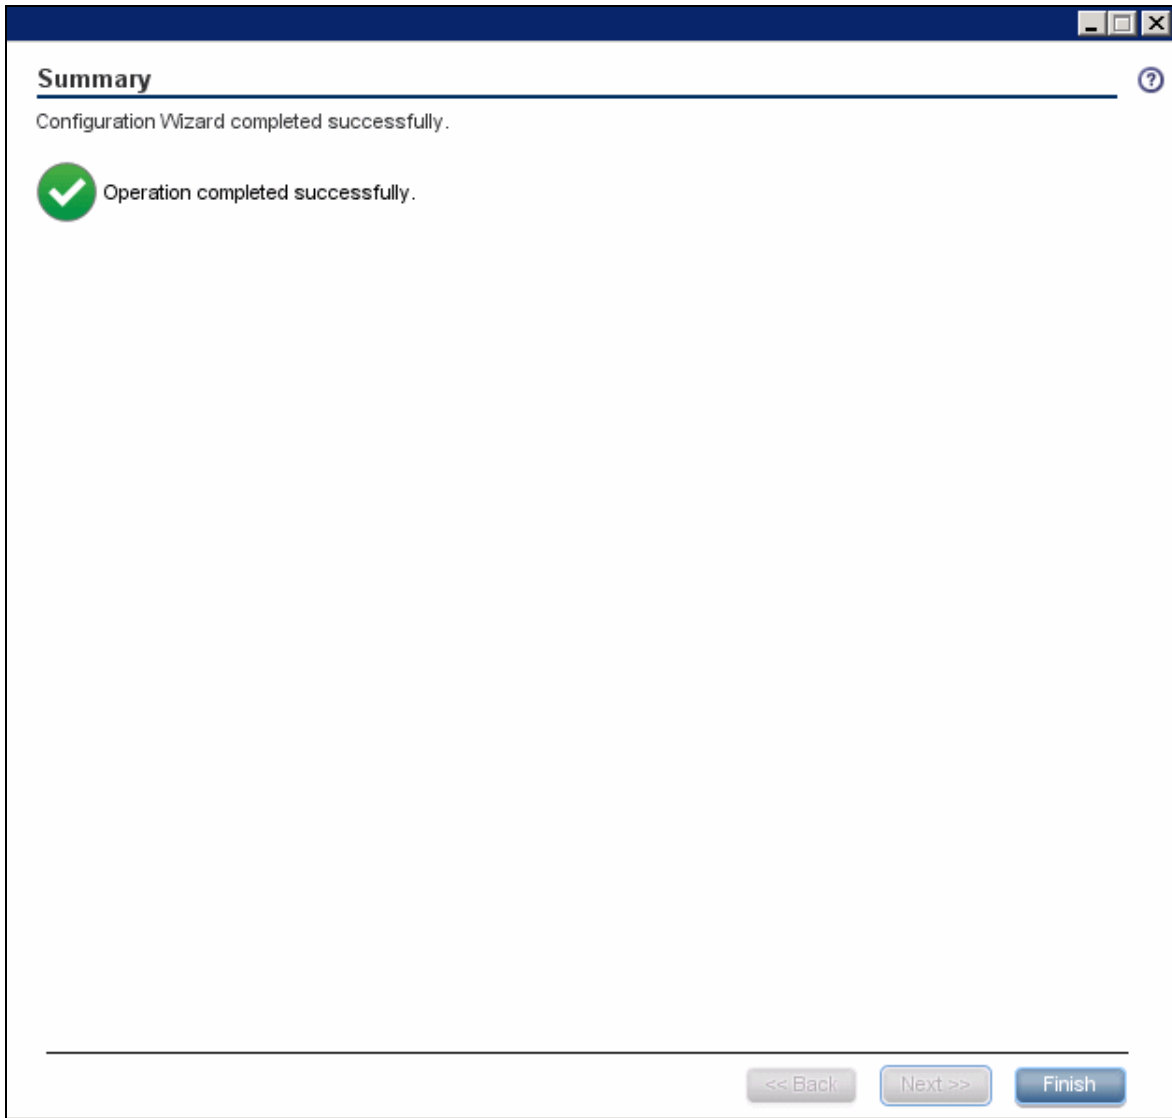 Summary
?
Configuration Wizard completed successfully.
Operation completed successfully.
<< Back
Next >>
Finish